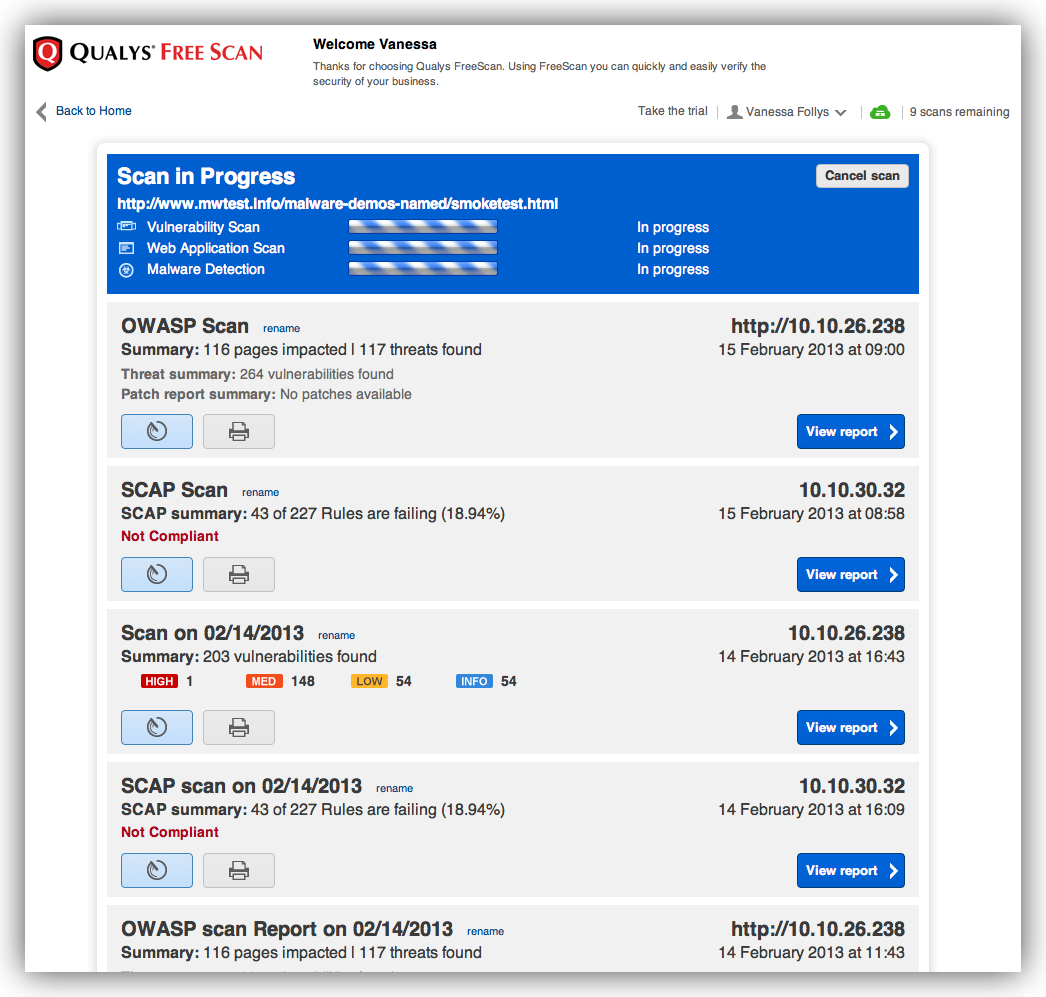 QUALYS® FREE SCAN
Welcome Vanessa
Thanks for choosing Qualys FreeScan. Using FreeScan you can quickly and easily verify the
security of your business.
Back to Home
Take the trial | Vanessa Follys | 9 scans remaining
Scan in Progress
Cancel scan
http://www.mwtest.info/malware-demos-named/smoketest.html
Vulnerability Scan In progress
Web Application Scan In progress
Malware Detection In progress
OWASP Scan rename http://10.10.26.238
Summary: 116 pages impacted | 117 threats found 15 February 2013 at 09:00
Threat summary: 264 vulnerabilities found
Patch report summary: No patches available
View report
SCAP Scan rename 10.10.30.32
SCAP summary: 43 of 227 Rules are failing (18.94%) 15 February 2013 at 08:58
Not Compliant
View report
Scan on 02/14/2013 rename 10.10.26.238
Summary: 203 vulnerabilities found 14 February 2013 at 16:43
HIGH 1 MED 148 LOW 54 INFO 54
View report
SCAP scan on 02/14/2013 rename 10.10.30.32
SCAP summary: 43 of 227 Rules are failing (18.94%) 14 February 2013 at 16:09
Not Compliant
View report
OWASP scan Report on 02/14/2013 rename http://10.10.26.238
Summary: 116 pages impacted | 117 threats found 14 February 2013 at 11:43